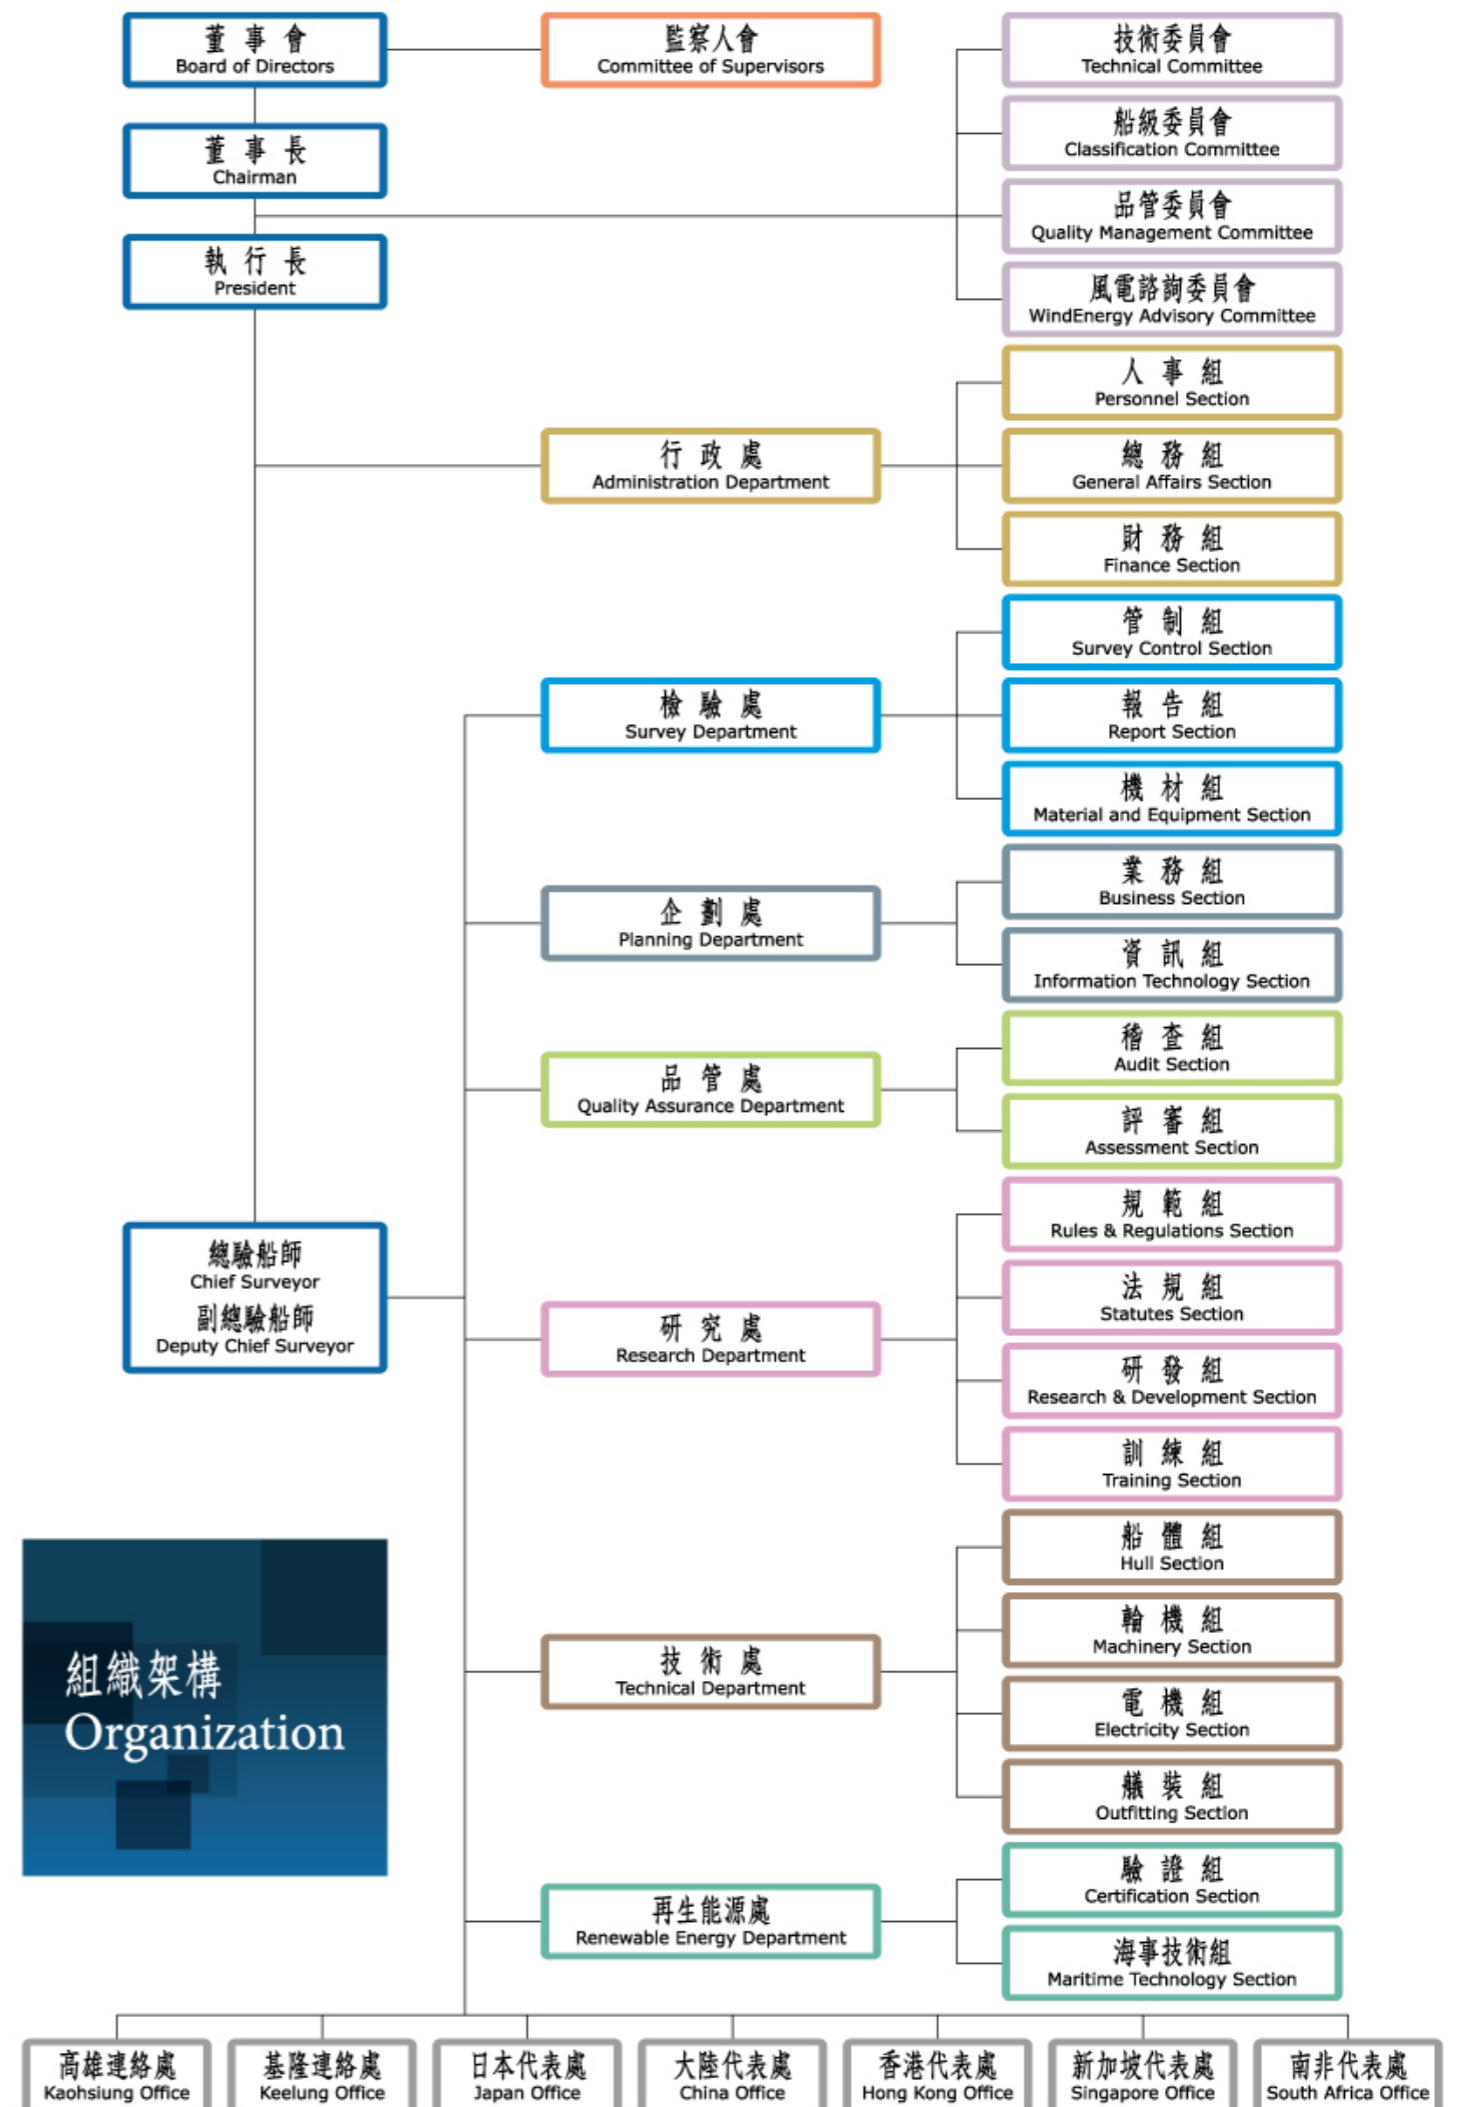 董事會
Board of Directors
監察人會
Committee of Supervisors
技術委員會
Technical Committee
船級委員會
Classification Committee
董事長
Chairman
品管委員會
Quality Management Committee
執行長
President
風電諮詢委員會
WindEnergy Advisory Committee
人事組
Personnel Section
行政處
Administration Department
總務組
General Affairs Section
財務組
Finance Section
管制組
Survey Control Section
檢驗處
Survey Department
報告組
Report Section
機材組
Material and Equipment Section
業務組
Business Section
企劃處
Planning Department
資訊組
Information Technology Section
稽查組
Audit Section
品管處
Quality Assurance Department
評審組
Assessment Section
規範組
Rules & Regulations Section
總驗船師
Chief Surveyor
副總驗船師
Deputy Chief Surveyor
法規組
Statutes Section
研究處
Research Department
研發組
Research & Development Section
訓練組
Training Section
船體組
Hull Section
輪機組
Machinery Section
技術處
Technical Department
電機組
Electricity Section
艤裝組
Outfitting Section
組織架構
Organization
驗證組
Certification Section
再生能源處
Renewable Energy Department
海事技術組
Maritime Technology Section
高雄連絡處
Kaohsiung Office
基隆連絡處
Keelung Office
日本代表處
Japan Office
大陸代表處
China Office
香港代表處
Hong Kong Office
新加坡代表處
Singapore Office
南非代表處
South Africa Office